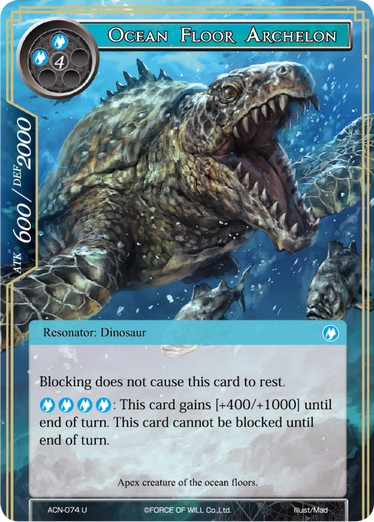 Ocean Floor Archelon
4
ATK 600 / DEF 2000
Resonator: Dinosaur
Blocking does not cause this card to rest.
: This card gains [+400/+1000] until
end of turn. This card cannot be blocked until
end of turn.
Apex creature of the ocean floors.
ACN-074 U ©FORCE OF WILL Co.,Ltd. Illust/Mad